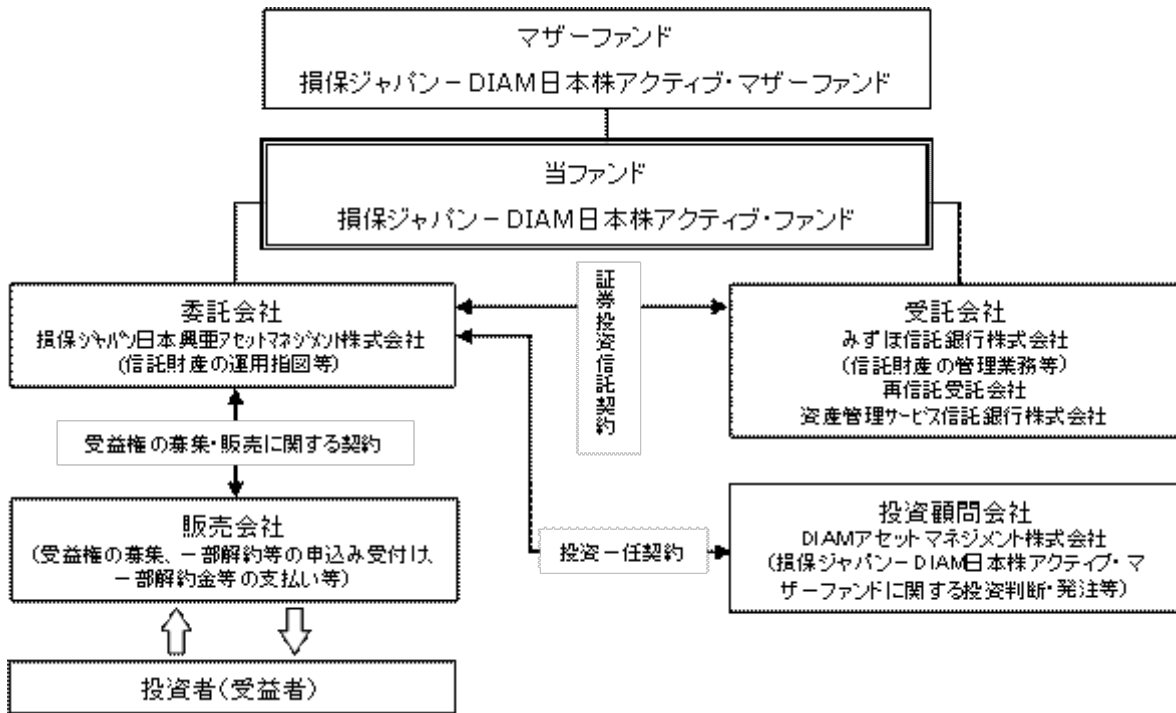 マザーファンド
損保ジャパン－DIAM日本株アクティブ・マザーファンド
当ファンド
損保ジャパン－DIAM日本株アクティブ・ファンド
委託会社
損保ジャパン日本興亜アセットマネジメント株式会社
(信託財産の運用指図等)
証券投資信託契約
受託会社
みずほ信託銀行株式会社
(信託財産の管理業務等)
再信託受託会社
資産管理サービス信託銀行株式会社
受益権の募集・販売に関する契約
販売会社
(受益権の募集、一部解約等の申込み受付け、
一部解約金等の支払い等)
投資一任契約
投資顧問会社
DIAMアセットマネジメント株式会社
(損保ジャパン－DIAM日本株アクティブ・マ
ザーファンドに関する投資判断・発注等)
投資者(受益者)